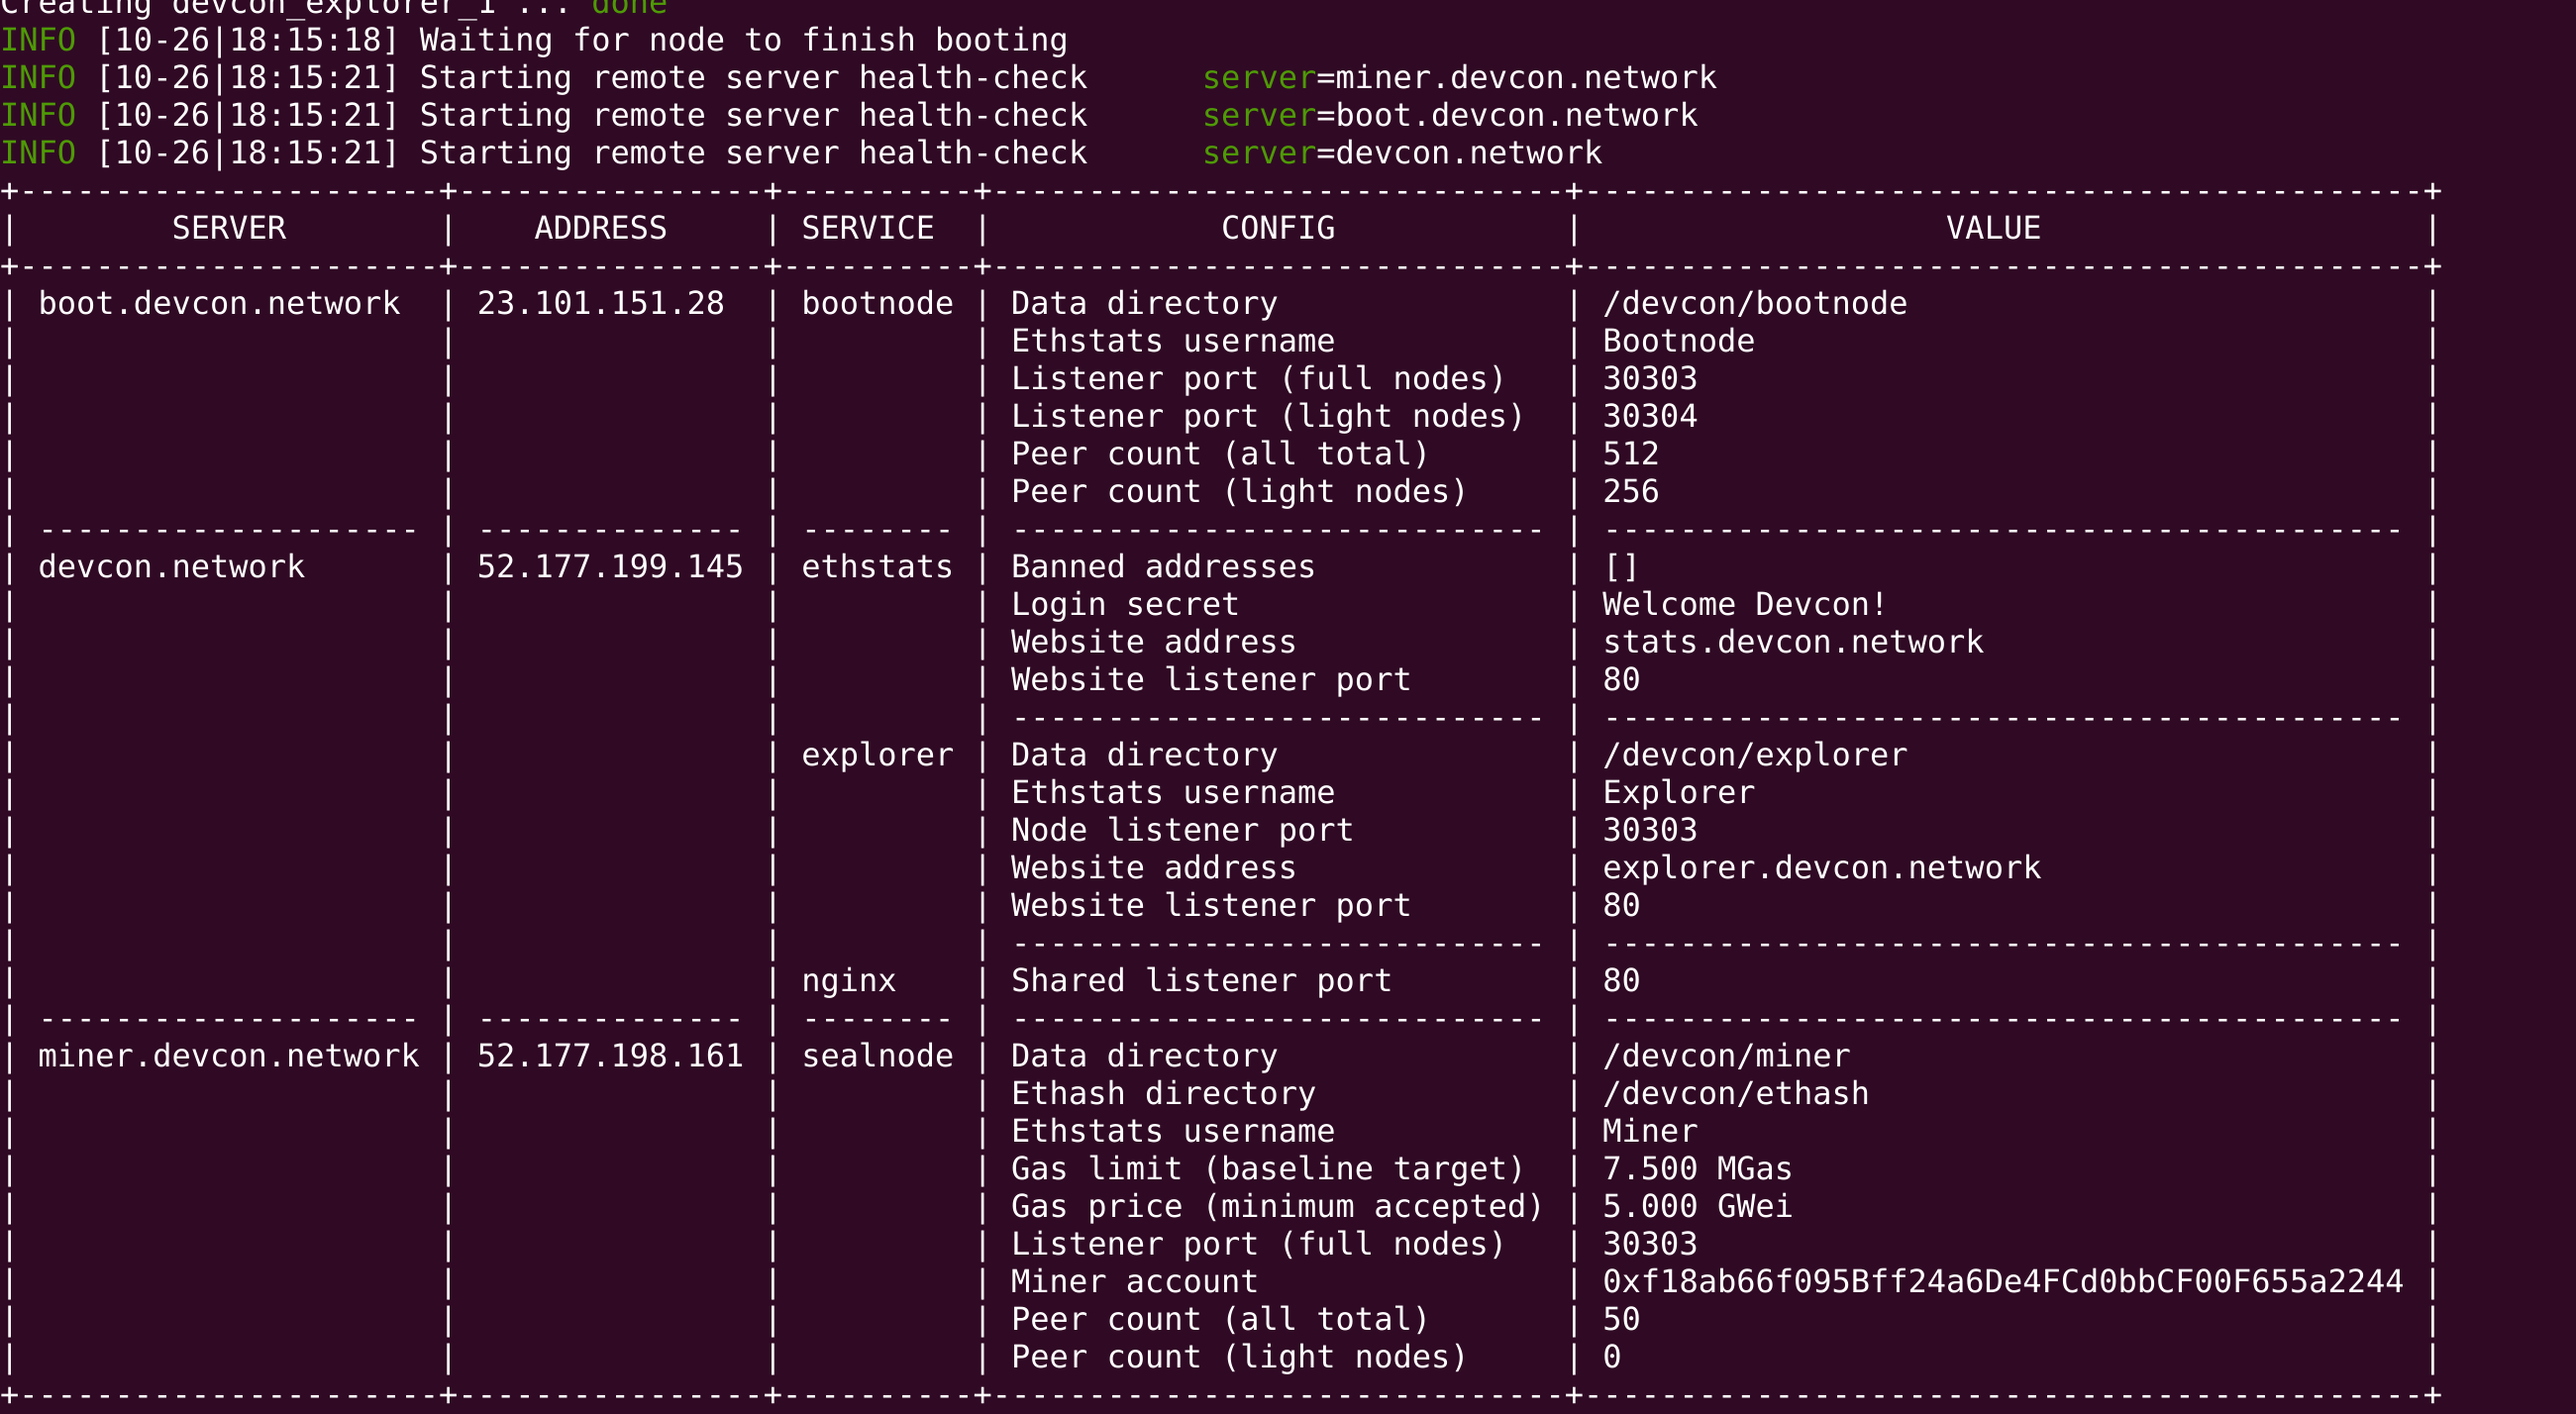 Creating devcon_explorer_1 ... done
INFO [10-26|18:15:18] Waiting for node to finish booting
INFO [10-26|18:15:21] Starting remote server health-check      server=miner.devcon.network
INFO [10-26|18:15:21] Starting remote server health-check      server=boot.devcon.network
INFO [10-26|18:15:21] Starting remote server health-check      server=devcon.network
+----------------------+----------------+----------+------------------------------+--------------------------------------------+
|        SERVER        |    ADDRESS     | SERVICE  |            CONFIG            |                   VALUE                    |
+----------------------+----------------+----------+------------------------------+--------------------------------------------+
| boot.devcon.network  | 23.101.151.28  | bootnode | Data directory               | /devcon/bootnode                           |
|                      |                |          | Ethstats username            | Bootnode                                   |
|                      |                |          | Listener port (full nodes)   | 30303                                      |
|                      |                |          | Listener port (light nodes)  | 30304                                      |
|                      |                |          | Peer count (all total)       | 512                                        |
|                      |                |          | Peer count (light nodes)     | 256                                        |
| -------------------- | -------------- | -------- | ---------------------------- | ------------------------------------------ |
| devcon.network       | 52.177.199.145 | ethstats | Banned addresses             | []                                         |
|                      |                |          | Login secret                 | Welcome Devcon!                            |
|                      |                |          | Website address              | stats.devcon.network                       |
|                      |                |          | Website listener port        | 80                                         |
|                      |                |          | ---------------------------- | ------------------------------------------ |
|                      |                | explorer | Data directory               | /devcon/explorer                           |
|                      |                |          | Ethstats username            | Explorer                                   |
|                      |                |          | Node listener port           | 30303                                      |
|                      |                |          | Website address              | explorer.devcon.network                    |
|                      |                |          | Website listener port        | 80                                         |
|                      |                |          | ---------------------------- | ------------------------------------------ |
|                      |                | nginx    | Shared listener port         | 80                                         |
| -------------------- | -------------- | -------- | ---------------------------- | ------------------------------------------ |
| miner.devcon.network | 52.177.198.161 | sealnode | Data directory               | /devcon/miner                              |
|                      |                |          | Ethash directory             | /devcon/ethash                             |
|                      |                |          | Ethstats username            | Miner                                      |
|                      |                |          | Gas limit (baseline target)  | 7.500 MGas                                 |
|                      |                |          | Gas price (minimum accepted) | 5.000 GWei                                 |
|                      |                |          | Listener port (full nodes)   | 30303                                      |
|                      |                |          | Miner account                | 0xf18ab66f095Bff24a6De4FCd0bbCF00F655a2244 |
|                      |                |          | Peer count (all total)       | 50                                         |
|                      |                |          | Peer count (light nodes)     | 0                                          |
+----------------------+----------------+----------+------------------------------+--------------------------------------------+